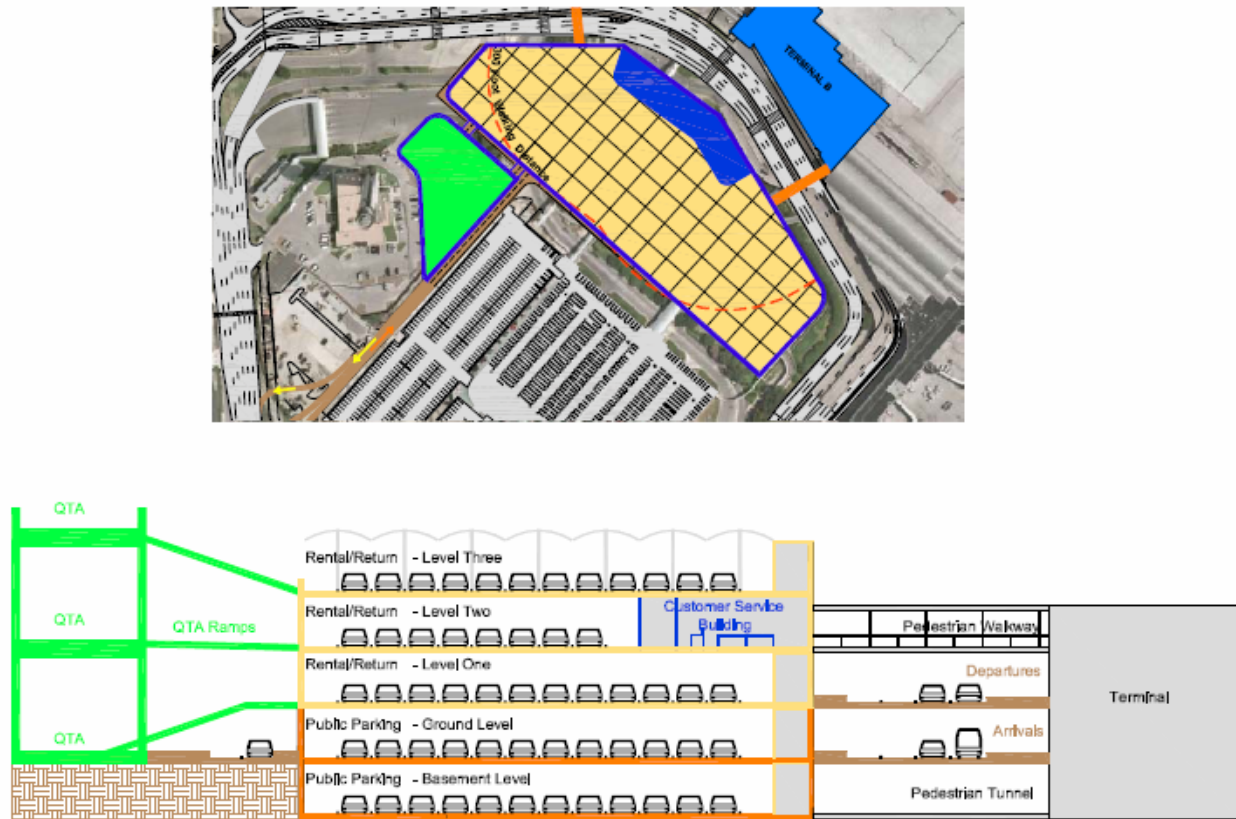 TERMINAL B
Foot Walking Distance
QTA
Rental/Return - Level Three
Rental/Return - Level Two
Customer Service
Building
QTA
QTA Ramps
Pedestrian Walkway
Rental/Return - Level One
Departures
Terminal
Public Parking - Ground Level
Arrivals
QTA
Public Parking - Basement Level
Pedestrian Tunnel